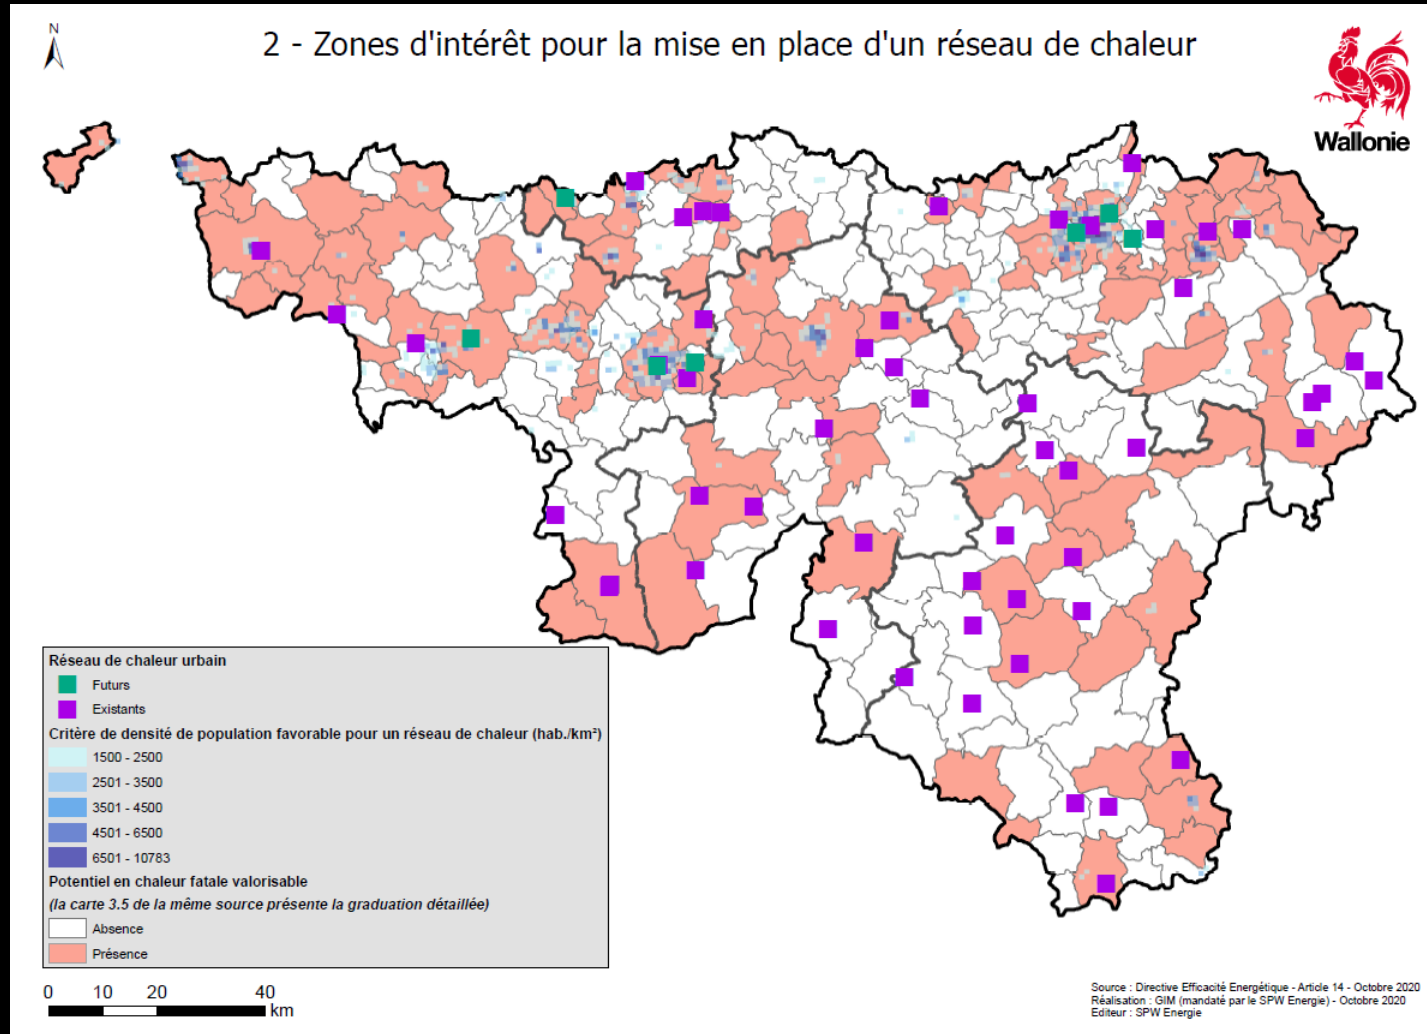 N
2 - Zones d'intérêt pour la mise en place d'un réseau de chaleur
Wallonie
Réseau de chaleur urbain
Futurs
Existants
Critère de densité de population favorable pour un réseau de chaleur (hab./km²)
1500 - 2500
2501 - 3500
3501 - 4500
4501 - 6500
6501 - 10783
Potentiel en chaleur fatale valorisable
(la carte 3.5 de la même source présente la graduation détaillée)
Absence
Présence
0 10 20 40
km
Source : Directive Efficacité Energétique - Article 14 - Octobre 2020
Réalisation : GIM (mandaté par le SPW Energie) - Octobre 2020
Editeur : SPW Energie